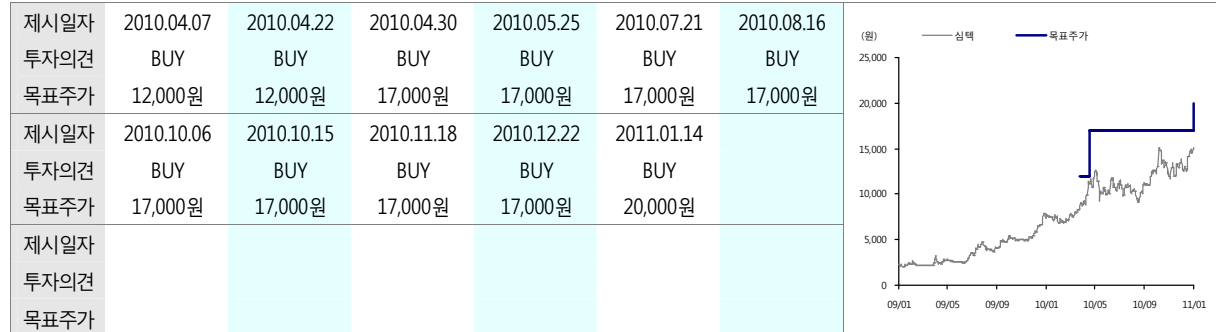 제시일자 2010.04.07 2010.04.22 2010.04.30 2010.05.25 2010.07.21 2010.08.16
투자의견 BUY BUY BUY BUY BUY BUY
목표주가 12,000원 12,000원 17,000원 17,000원 17,000원 17,000원
제시일자 2010.10.06 2010.10.15 2010.11.18 2010.12.22 2011.01.14
투자의견 BUY BUY BUY BUY BUY
목표주가 17,000원 17,000원 17,000원 17,000원 20,000원
제시일자
투자의견
목표주가
(원) 심텍 목표주가
25,000
20,000
15,000
10,000
5,000
0
09/01 09/05 09/09 10/01 10/05 10/09 11/01